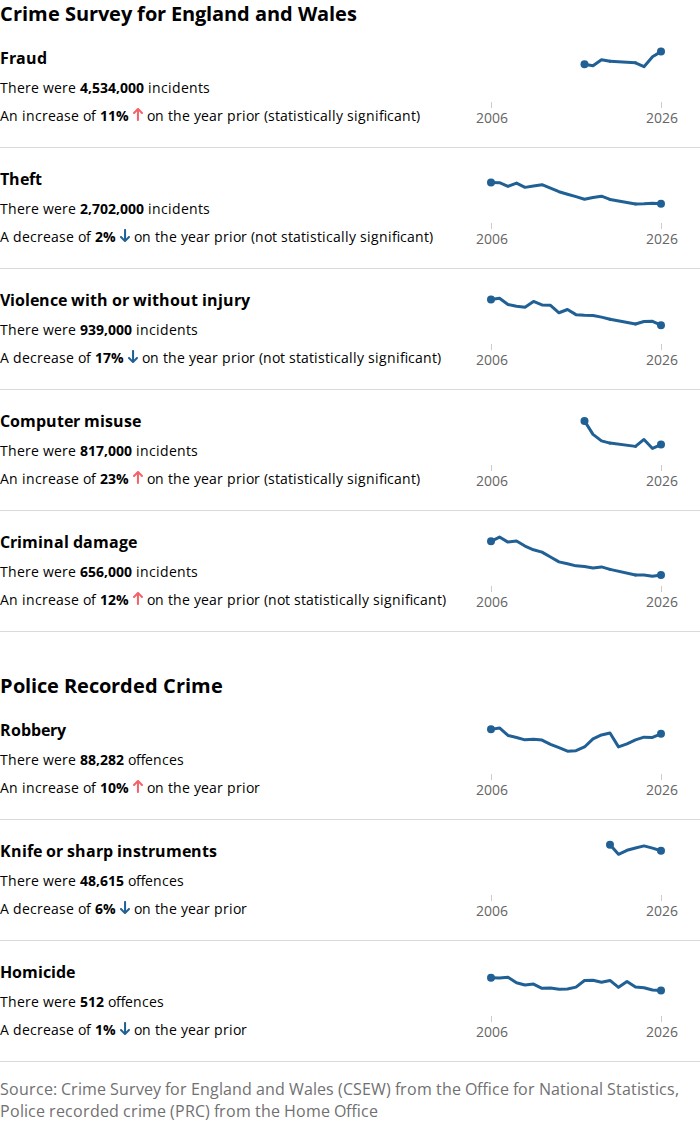 Crime Survey for England and Wales
Fraud
There were 4,534,000 incidents
An increase of 11% ↑ on the year prior (statistically significant)
2006 2026
Theft
There were 2,702,000 incidents
A decrease of 2% ↓ on the year prior (not statistically significant)
2006 2026
Violence with or without injury
There were 939,000 incidents
A decrease of 17% ↓ on the year prior (not statistically significant)
2006 2026
Computer misuse
There were 817,000 incidents
An increase of 23% ↑ on the year prior (statistically significant)
2006 2026
Criminal damage
There were 656,000 incidents
An increase of 12% ↑ on the year prior (not statistically significant)
2006 2026
Police Recorded Crime
Robbery
There were 88,282 offences
An increase of 10% ↑ on the year prior
2006 2026
Knife or sharp instruments
There were 48,615 offences
A decrease of 6% ↓ on the year prior
2006 2026
Homicide
There were 512 offences
A decrease of 1% ↓ on the year prior
2006 2026
Source: Crime Survey for England and Wales (CSEW) from the Office for National Statistics,
Police recorded crime (PRC) from the Home Office